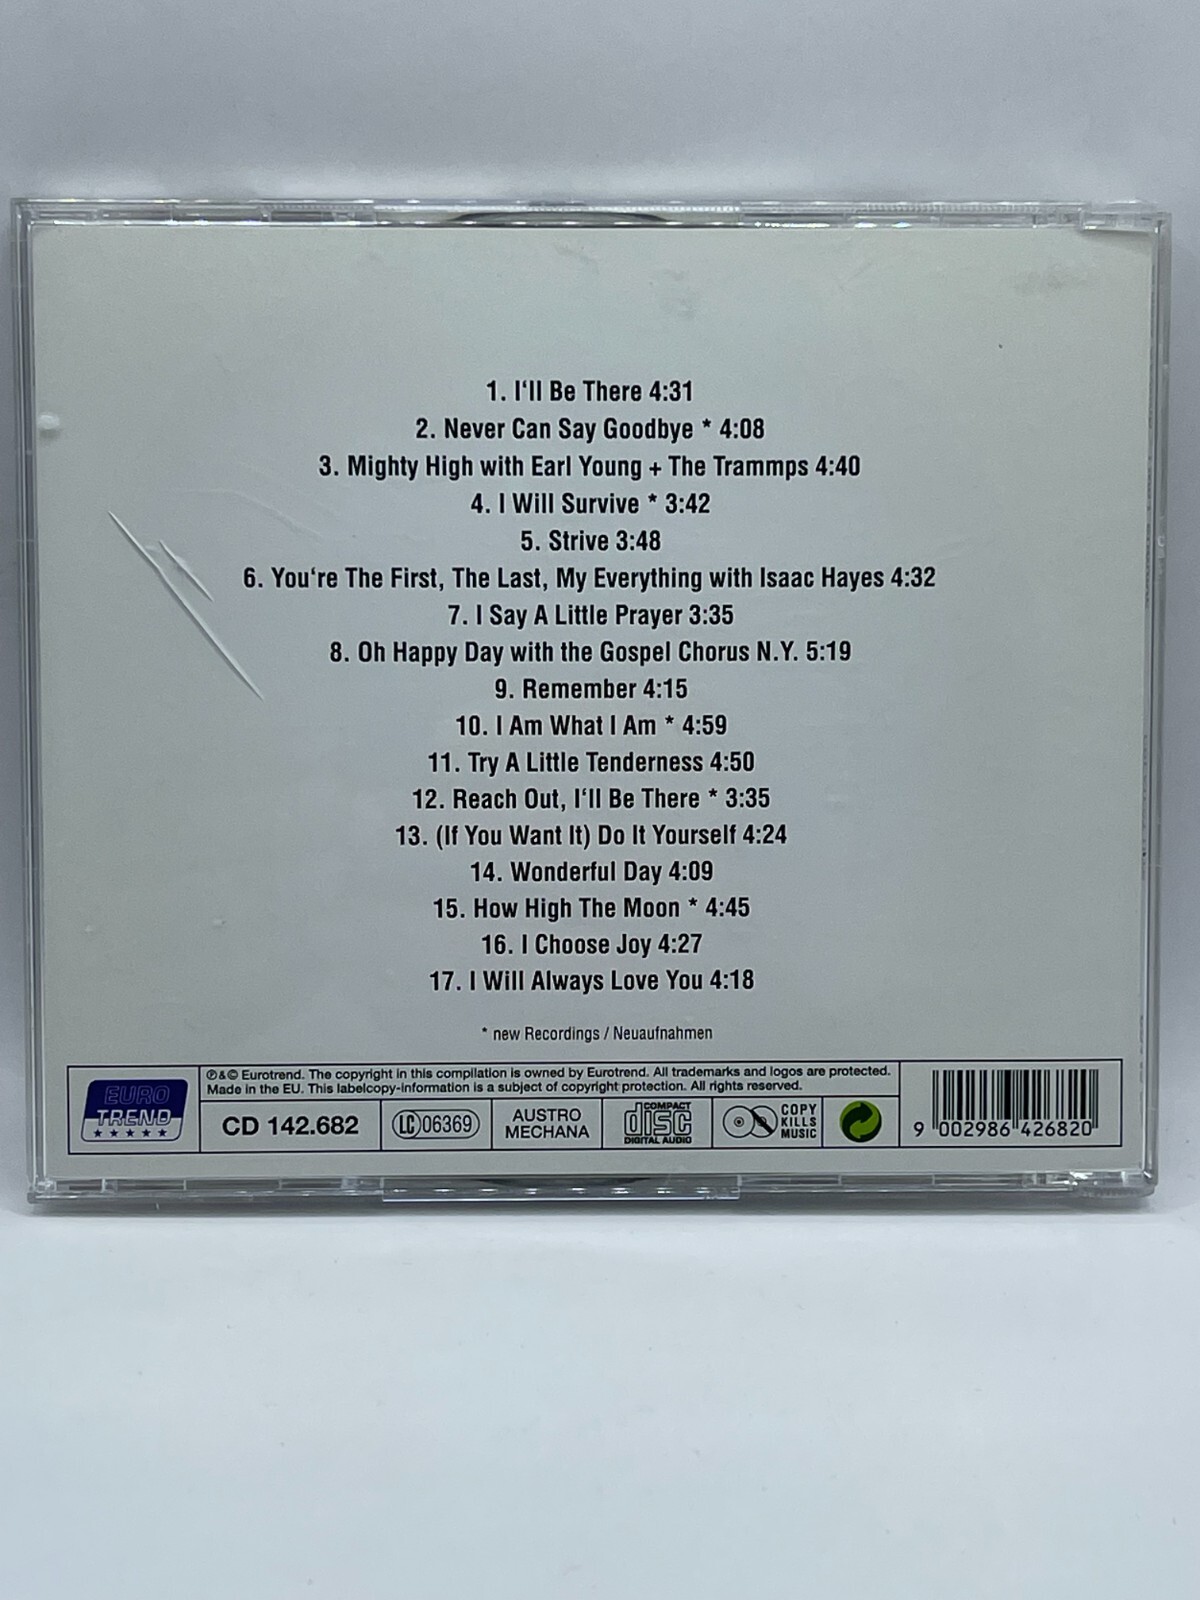 1. I'll Be There 4:31
2. Never Can Say Goodbye * 4:08
3. Mighty High with Earl Young + The Trammps 4:40
4. I Will Survive * 3:42
5. Strive 3:48
6. You're The First, The Last, My Everything with Isaac Hayes 4:32
7. I Say A Little Prayer 3:35
8. Oh Happy Day with the Gospel Chorus N.Y. 5:19
9. Remember 4:15
10. I Am What I Am * 4:59
11. Try A Little Tenderness 4:50
12. Reach Out, I'll Be There * 3:35
13. (If You Want It) Do It Yourself 4:24
14. Wonderful Day 4:09
15. How High The Moon * 4:45
16. I Choose Joy 4:27
17. I Will Always Love You 4:18
* new Recordings / Neuaufnahmen
EURO
TREND
℗&© Eurotrend. The copyright in this compilation is owned by Eurotrend. All trademarks and logos are protected.
Made in the EU. This labelcopy-information is a subject of copyright protection. All rights reserved.
CD 142.682
LC 06369
AUSTRO
MECHANA
COMPACT
disc
DIGITAL AUDIO
COPY
KILLS
MUSIC
9 002986 426820